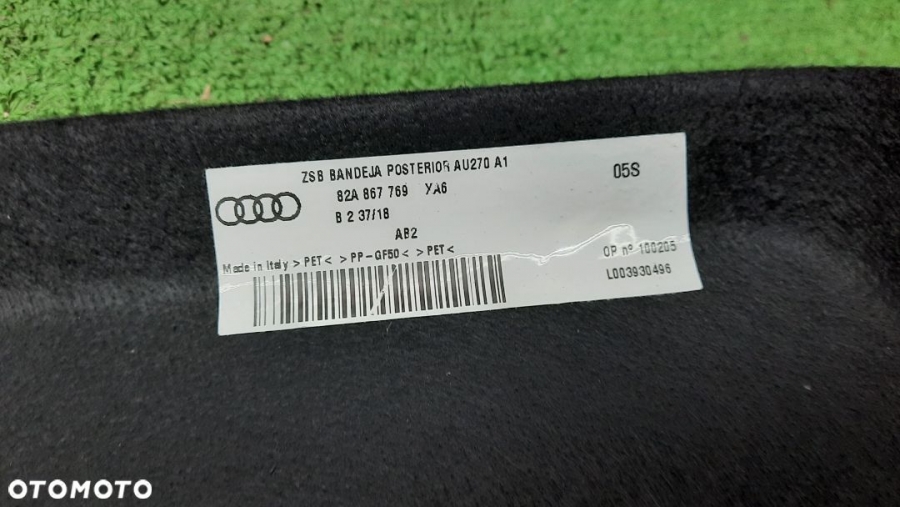 ZSB BANDEJA POSTERIOR AU270 A1
05S
82A 867 769 YA6
B 2 37/18
AB2
OP nº 100205
Made in Italy >PET< >PP-GF50< >PET<
L003930496
OTOMOTO